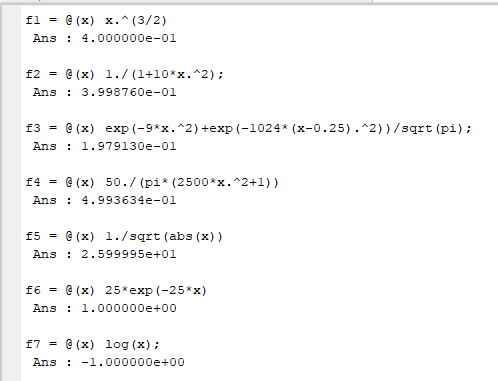 f1 = @(x) x.^(3/2)
Ans : 4.000000e-01
f2 = @(x) 1./(1+10*x.^2);
Ans : 3.998760e-01
f3 = @(x) exp(-9*x.^2)+exp(-1024*(x-0.25).^2))/sqrt(pi);
Ans : 1.979130e-01
f4 = @(x) 50./(pi*(2500*x.^2+1))
Ans : 4.993634e-01
f5 = @(x) 1./sqrt(abs(x))
Ans : 2.599995e+01
f6 = @(x) 25*exp(-25*x)
Ans : 1.000000e+00
f7 = @(x) log(x);
Ans : -1.000000e+00